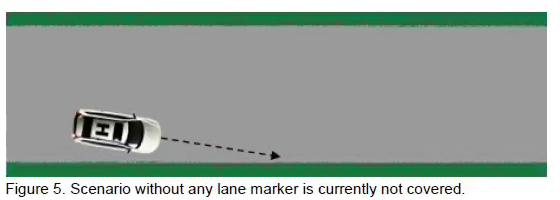 H
Figure 5. Scenario without any lane marker is currently not covered.